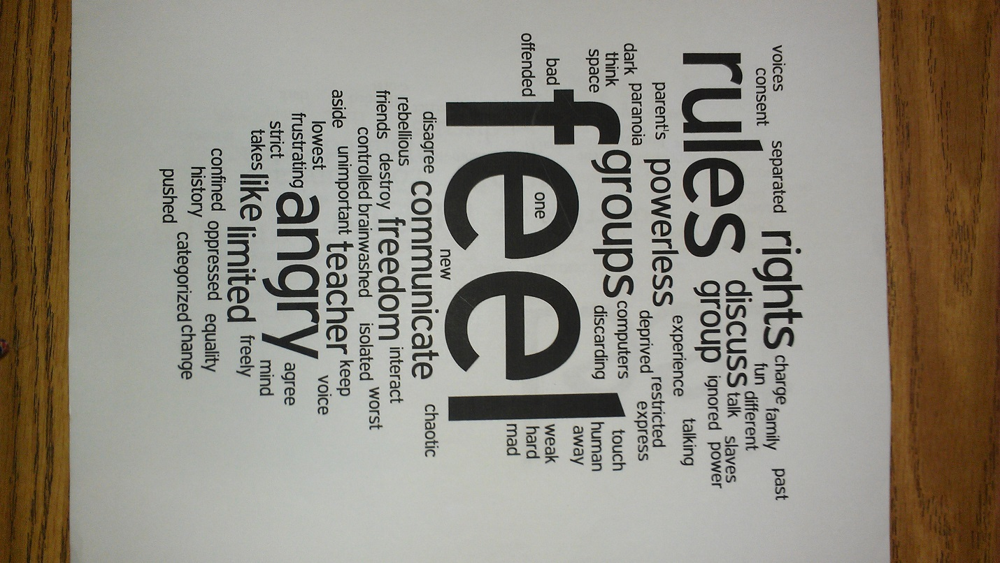 voices separated rights charge family past
consent fun different
rules discuss talk slaves
group ignored power
parent's powerless experience talking
dark paranoia deprived restricted
think groups computers express
space discarding touch
human
away
bad weak
offended feel hard
one mad
new
disagree communicate chaotic
rebellious interact
friends destroy freedom worst
controlled brainwashed isolated
aside unimportant teacher keep
lowest voice
frustrating angry agree
strict mind
takes like limited freely
confined oppressed equality
history categorized change
pushed